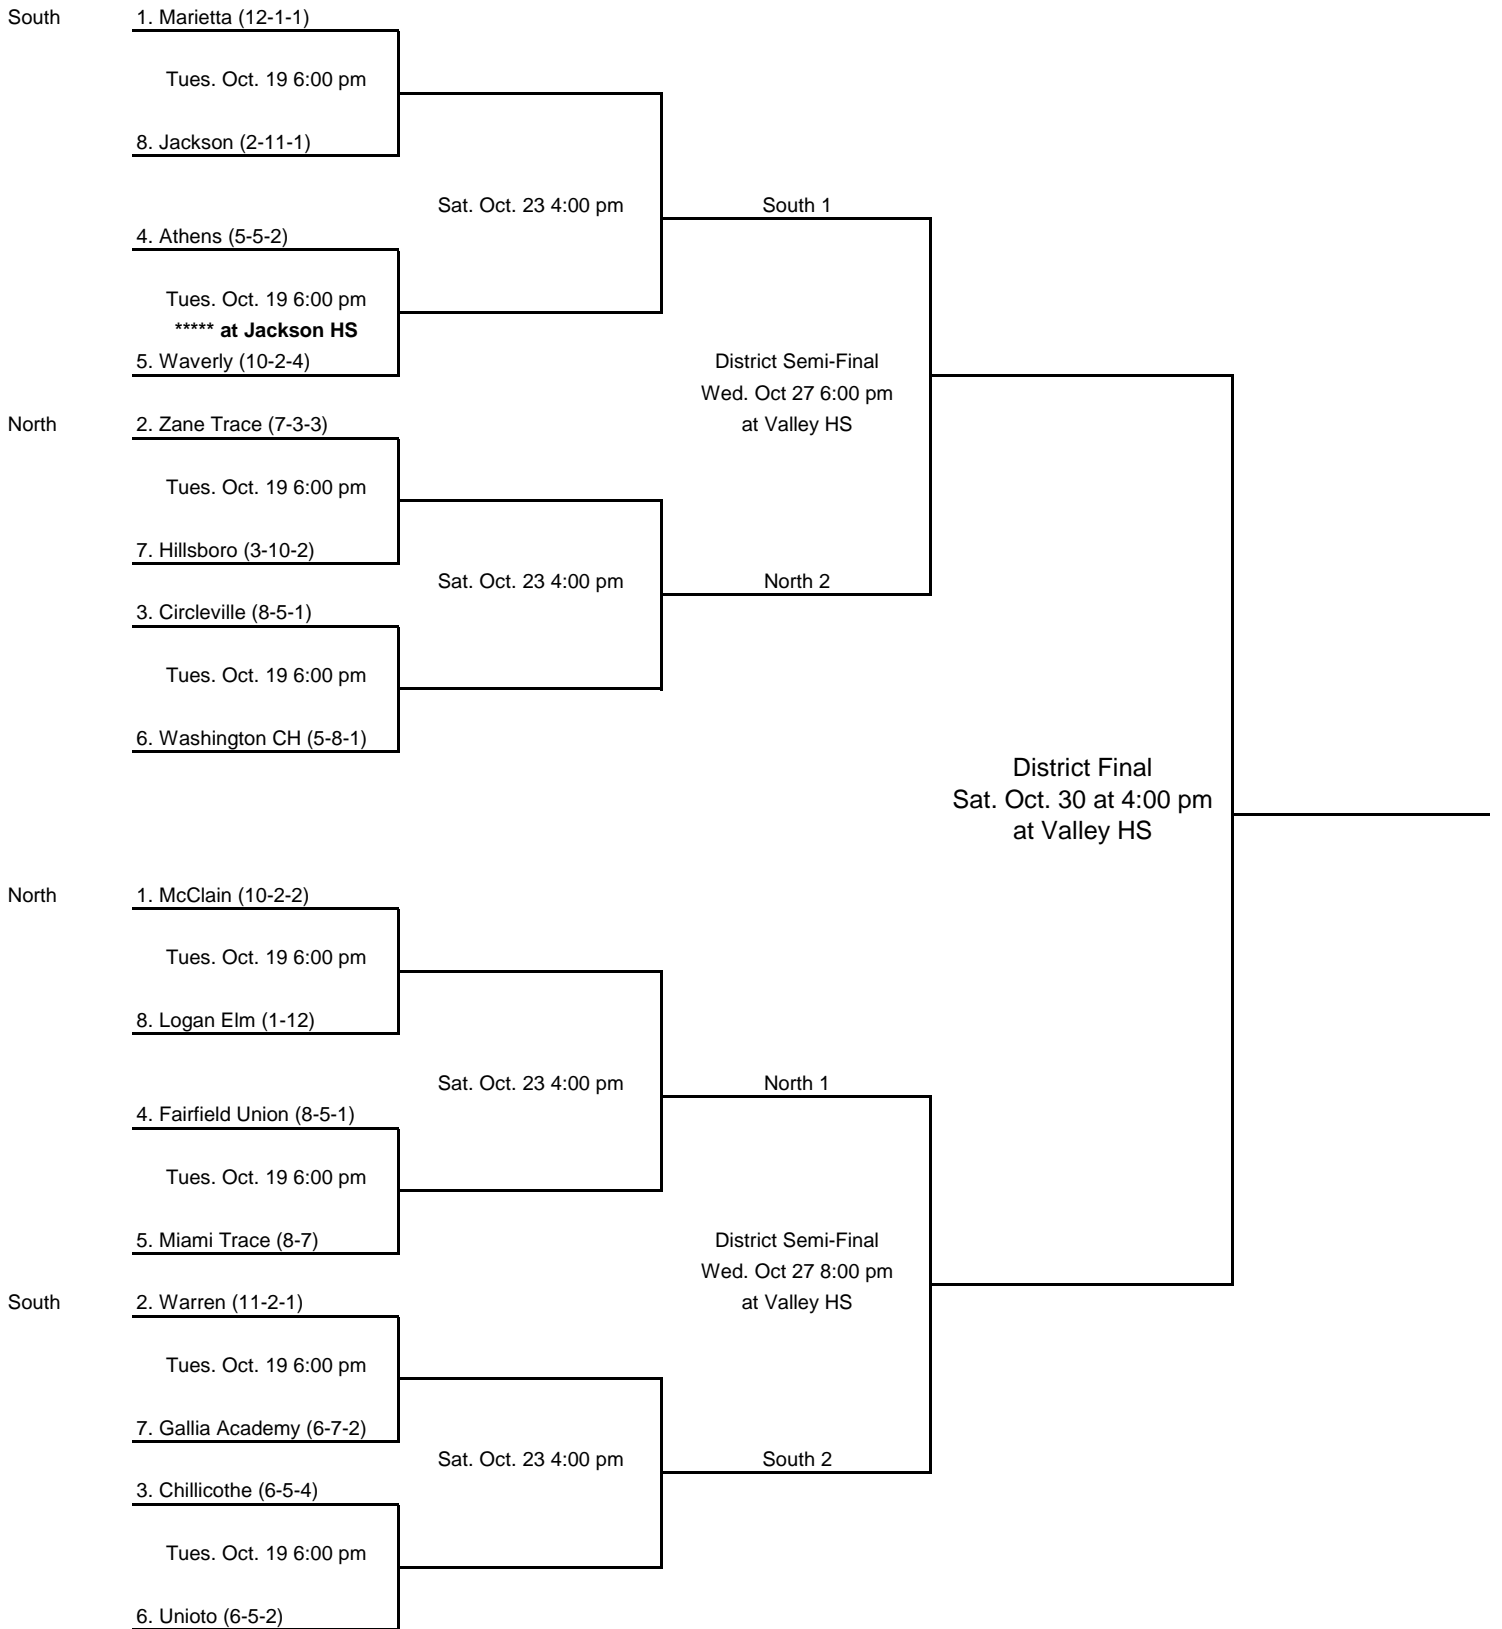 South
1. Marietta (12-1-1)
Tues. Oct. 19 6:00 pm
8. Jackson (2-11-1)
Sat. Oct. 23 4:00 pm
South 1
4. Athens (5-5-2)
Tues. Oct. 19 6:00 pm
***** at Jackson HS
5. Waverly (10-2-4)
District Semi-Final
Wed. Oct 27 6:00 pm
at Valley HS
North
2. Zane Trace (7-3-3)
Tues. Oct. 19 6:00 pm
7. Hillsboro (3-10-2)
Sat. Oct. 23 4:00 pm
North 2
3. Circleville (8-5-1)
Tues. Oct. 19 6:00 pm
6. Washington CH (5-8-1)
District Final
Sat. Oct. 30 at 4:00 pm
at Valley HS
North
1. McClain (10-2-2)
Tues. Oct. 19 6:00 pm
8. Logan Elm (1-12)
Sat. Oct. 23 4:00 pm
North 1
4. Fairfield Union (8-5-1)
Tues. Oct. 19 6:00 pm
5. Miami Trace (8-7)
District Semi-Final
Wed. Oct 27 8:00 pm
at Valley HS
South
2. Warren (11-2-1)
Tues. Oct. 19 6:00 pm
7. Gallia Academy (6-7-2)
Sat. Oct. 23 4:00 pm
South 2
3. Chillicothe (6-5-4)
Tues. Oct. 19 6:00 pm
6. Unioto (6-5-2)